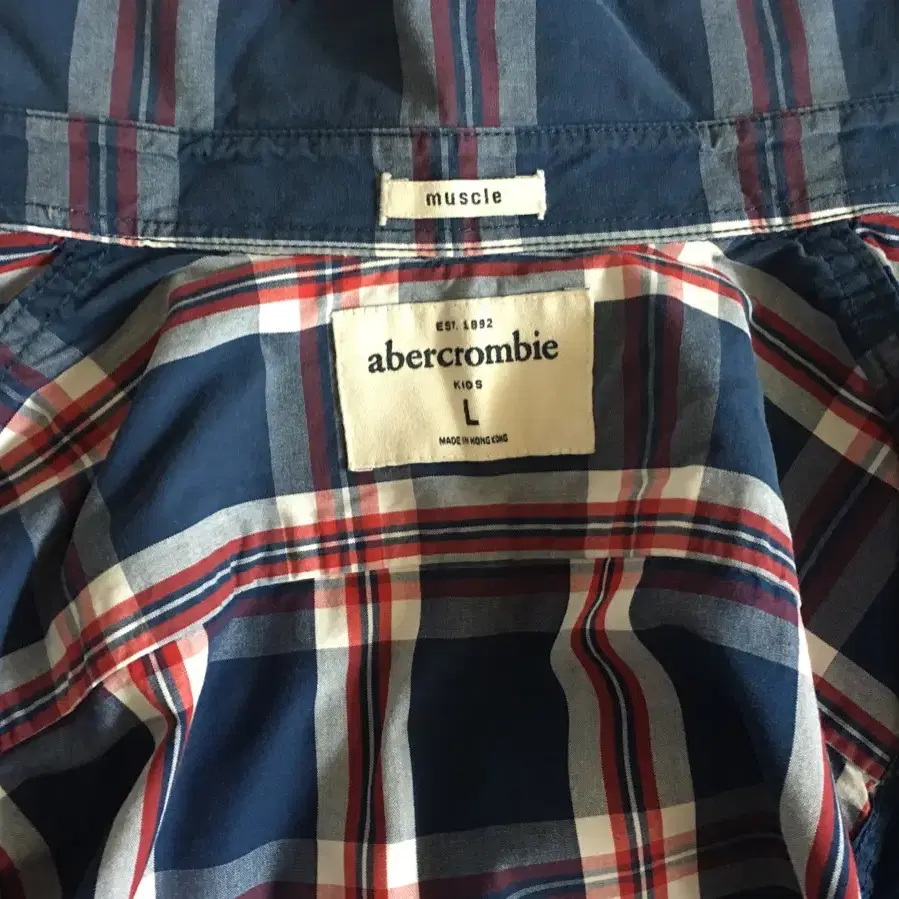 muscle
EST. 1892
abercrombie
KIDS
L
MADE IN HONG KONG